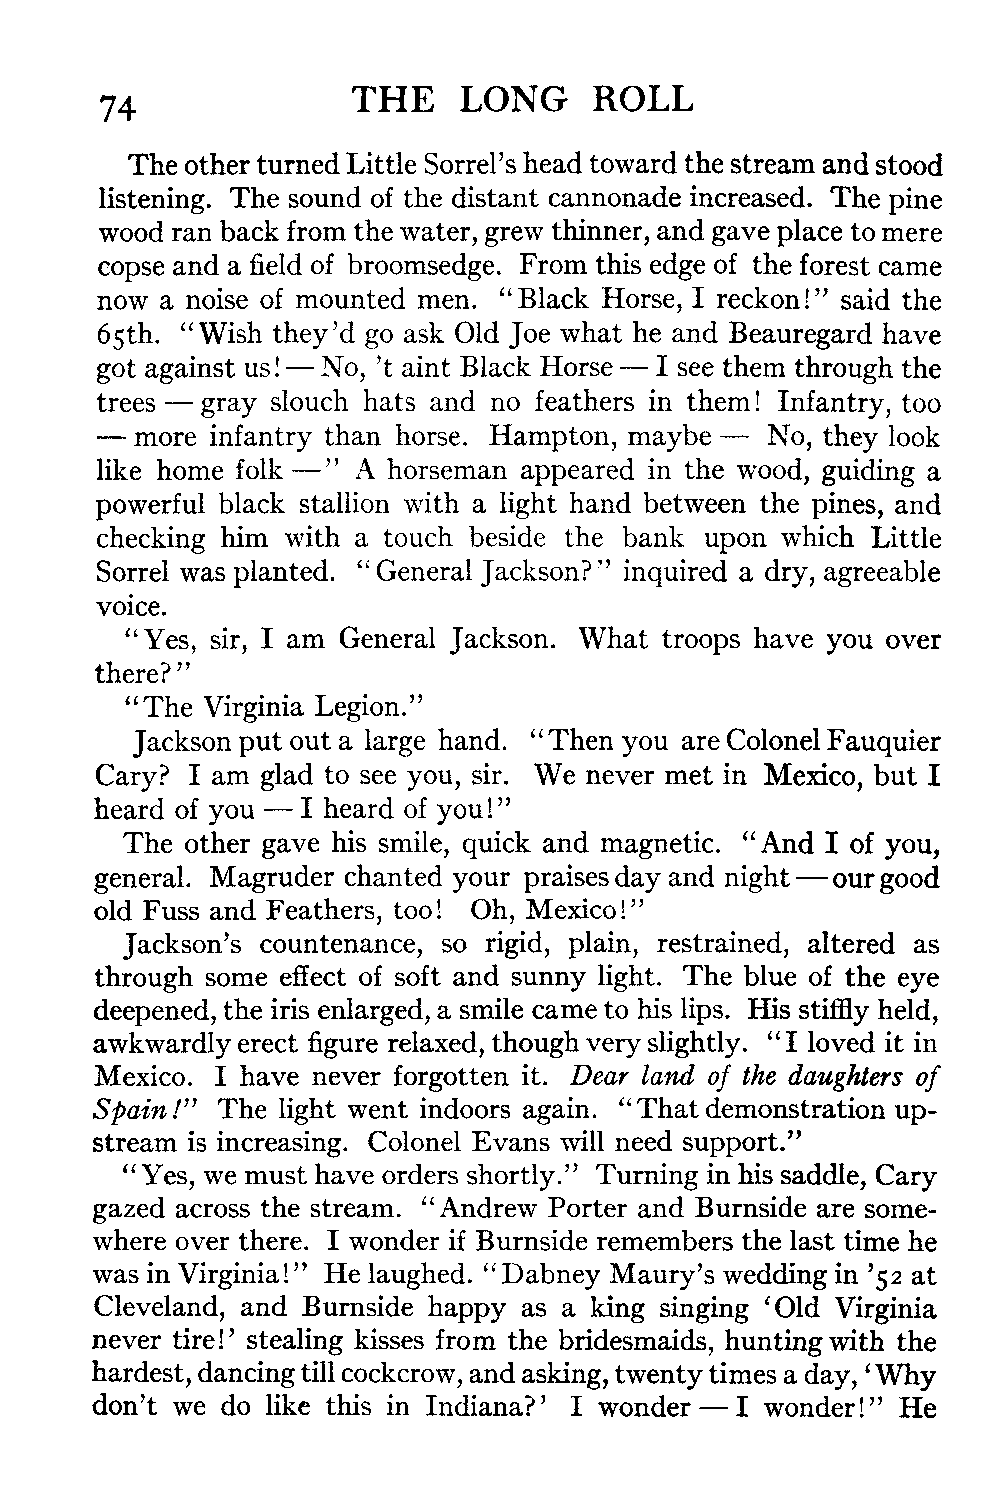 74 THE LONG ROLL
The other turned Little Sorrel's head toward the stream and stood
listening. The sound of the distant cannonade increased. The pine
wood ran back from the water, grew thinner, and gave place to mere
copse and a field of broomsedge. From this edge of the forest came
now a noise of mounted men. "Black Horse, I reckon!" said the
65th. "Wish they'd go ask Old Joe what he and Beauregard have
got against us! — No, 't aint Black Horse — I see them through the
trees — gray slouch hats and no feathers in them! Infantry, too
— more infantry than horse. Hampton, maybe — No, they look
like home folk —" A horseman appeared in the wood, guiding a
powerful black stallion with a light hand between the pines, and
checking him with a touch beside the bank upon which Little
Sorrel was planted. "General Jackson?" inquired a dry, agreeable
voice.
"Yes, sir, I am General Jackson. What troops have you over
there?"
"The Virginia Legion."
Jackson put out a large hand. "Then you are Colonel Fauquier
Cary? I am glad to see you, sir. We never met in Mexico, but I
heard of you — I heard of you!"
The other gave his smile, quick and magnetic. "And I of you,
general. Magruder chanted your praises day and night — our good
old Fuss and Feathers, too! Oh, Mexico!"
Jackson's countenance, so rigid, plain, restrained, altered as
through some effect of soft and sunny light. The blue of the eye
deepened, the iris enlarged, a smile came to his lips. His stiffly held,
awkwardly erect figure relaxed, though very slightly. "I loved it in
Mexico. I have never forgotten it. Dear land of the daughters of
Spain!" The light went indoors again. "That demonstration up-
stream is increasing. Colonel Evans will need support."
"Yes, we must have orders shortly." Turning in his saddle, Cary
gazed across the stream. "Andrew Porter and Burnside are some-
where over there. I wonder if Burnside remembers the last time he
was in Virginia!" He laughed. "Dabney Maury's wedding in '52 at
Cleveland, and Burnside happy as a king singing 'Old Virginia
never tire!' stealing kisses from the bridesmaids, hunting with the
hardest, dancing till cockcrow, and asking, twenty times a day, 'Why
don't we do like this in Indiana?' I wonder — I wonder!" He